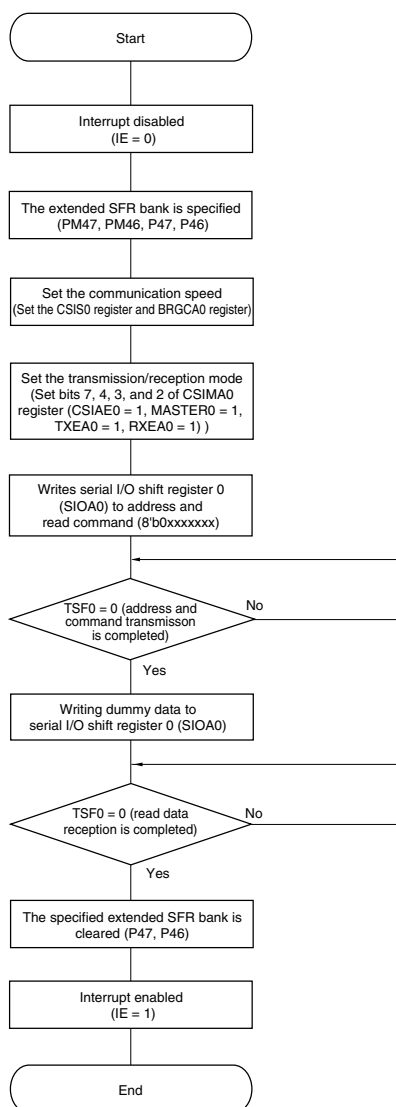 Start
Interrupt disabled
(IE = 0)
The extended SFR bank is specified
(PM47, PM46, P47, P46)
Set the communication speed
(Set the CSIS0 register and BRGCA0 register)
Set the transmission/reception mode
(Set bits 7, 4, 3, and 2 of CSIMA0
register (CSIAE0 = 1, MASTER0 = 1,
TXEA0 = 1, RXEA0 = 1) )
Writes serial I/O shift register 0
(SIOA0) to address and
read command (8'b0xxxxxxx)
TSF0 = 0 (address and
command transmisson
is completed)
No
Yes
Writing dummy data to
serial I/O shift register 0 (SIOA0)
TSF0 = 0 (read data
reception is completed)
No
Yes
The specified extended SFR bank is
cleared (P47, P46)
Interrupt enabled
(IE = 1)
End